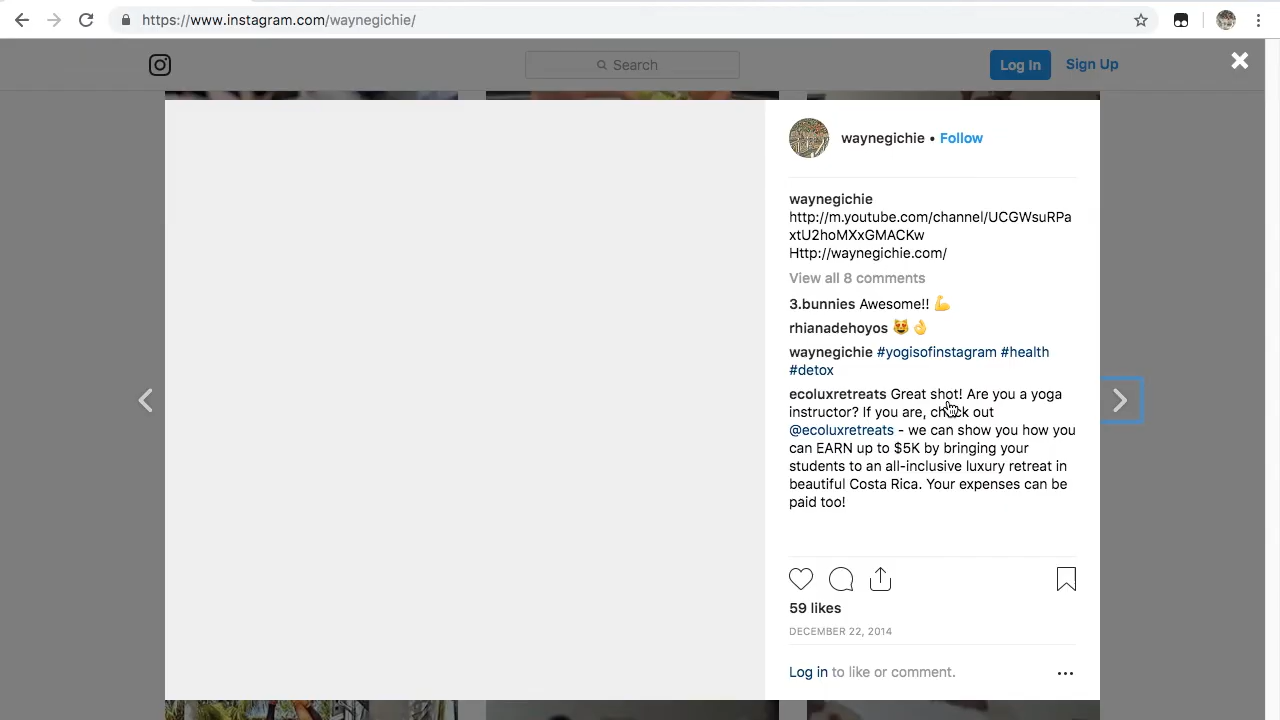 https://www.instagram.com/waynegichie/
Search
Log In
Sign Up
waynegichie • Follow
waynegichie
http://m.youtube.com/channel/UCGWsuRPa
xtU2hoMXxGMACKw
Http://waynegichie.com/
View all 8 comments
3.bunnies Awesome!! 💪
rhianadehoyos 😻👌
waynegichie #yogisofinstagram #health
#detox
ecoluxretreats Great shot! Are you a yoga
instructor? If you are, check out
@ecoluxretreats - we can show you how you
can EARN up to $5K by bringing your
students to an all-inclusive luxury retreat in
beautiful Costa Rica. Your expenses can be
paid too!
59 likes
DECEMBER 22, 2014
Log in to like or comment.